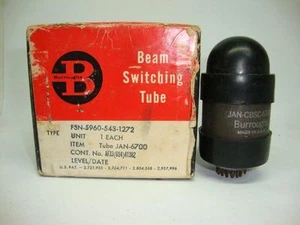 Burroughs
B
Beam
Switching
Tube
TYPE FSN-5960-543-1272
UNIT 1 EACH
ITEM Tube JAN-6700
CONT. No.
LEVEL/DATE
U.S. PAT.
JAN-CBSC
Burroughs